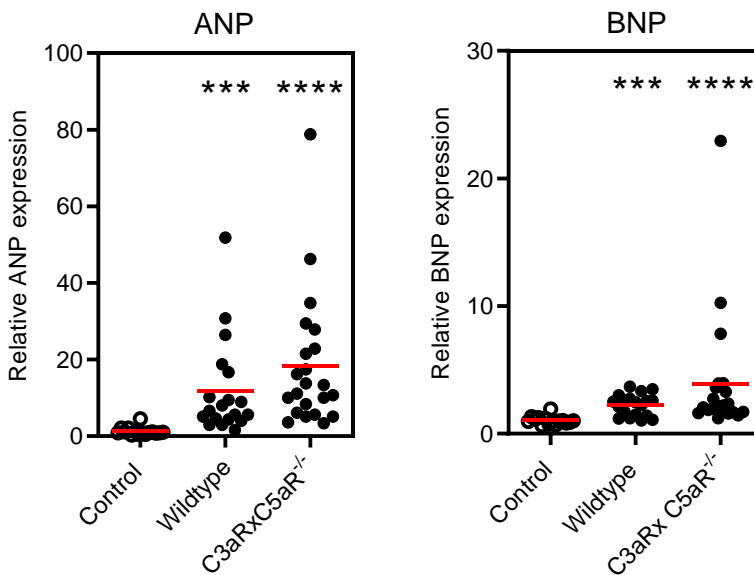 ANP
Relative ANP expression
100
80
60
40
20
0
***
****
Control
Wildtype
C3aRxC5aR-/-
BNP
Relative BNP expression
30
20
10
0
***
****
Control
Wildtype
C3aRx C5aR-/-